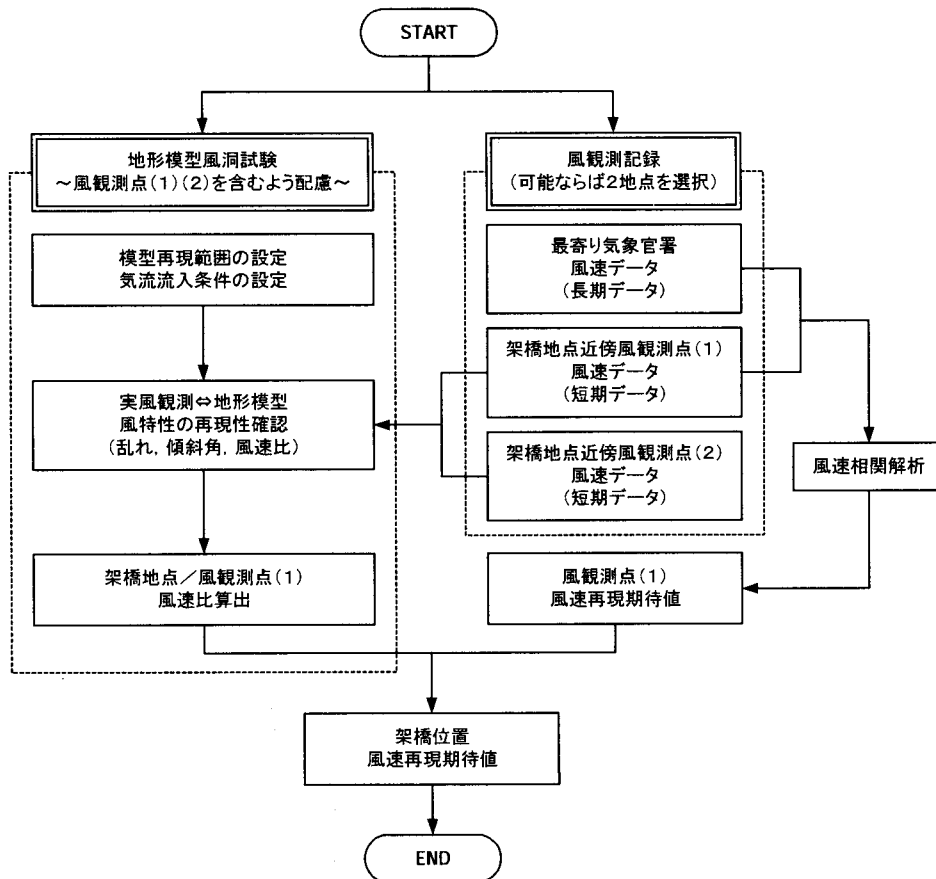 START
地形模型風洞試験
～風観測点(1)(2)を含むよう配慮～
風観測記録
(可能ならば2地点を選択)
模型再現範囲の設定
気流流入条件の設定
最寄り気象官署
風速データ
(長期データ)
架橋地点近傍風観測点(1)
風速データ
(短期データ)
実風観測⇔地形模型
風特性の再現性確認
(乱れ, 傾斜角, 風速比)
架橋地点近傍風観測点(2)
風速データ
(短期データ)
風速相関解析
架橋地点／風観測点(1)
風速比算出
風観測点(1)
風速再現期待値
架橋位置
風速再現期待値
END